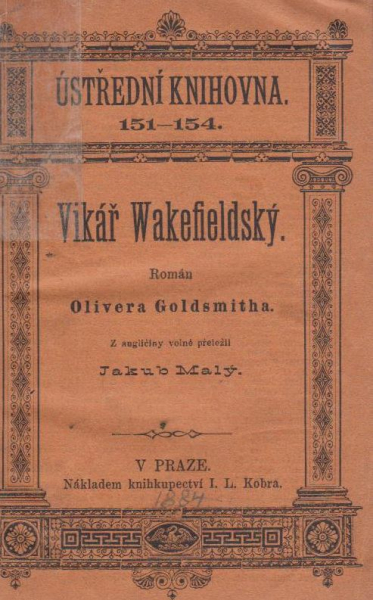 ÚSTŘEDNÍ KNIHOVNA.
151—154.
Vikář Wakefieldský.
Román
Olivera Goldsmitha.
Z angličiny volně přeložil
Jakub Malý.
V PRAZE.
Nákladem knihkupectví I. L. Kobra.
1884